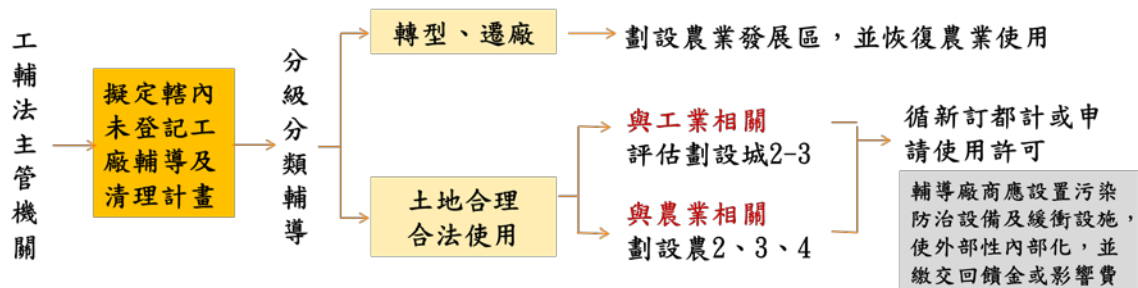 工輔法主管機關
擬定轄內
未登記工
廠輔導及
清理計畫
分級分類輔導
轉型、遷廠
劃設農業發展區，並恢復農業使用
土地合理
合法使用
與工業相關
評估劃設城2-3
與農業相關
劃設農2、3、4
循新訂都計或申
請使用許可
輔導廠商應設置污染
防治設備及緩衝設施，
使外部性內部化，並
繳交回饋金或影響費